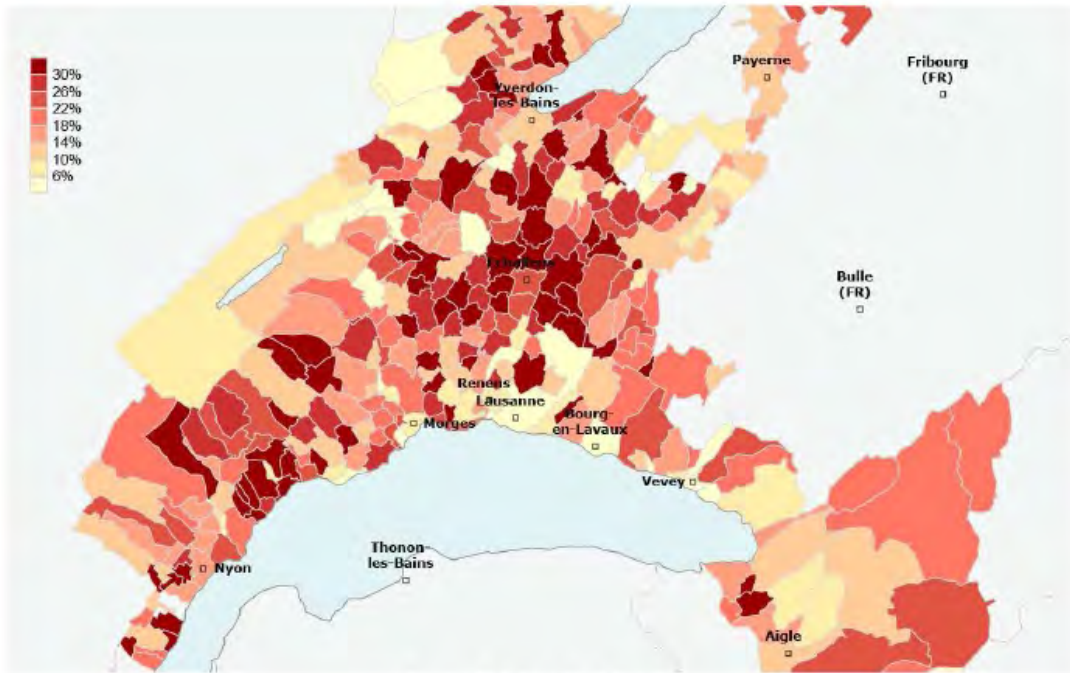 30%
26%
22%
18%
14%
10%
6%
Payerne
Fribourg
(FR)
Yverdon-
les-Bains
Echallens
Bulle
(FR)
Renens
Lausanne
Morges
Bourg-
en-Lavaux
Vevey
Nyon
Thonon-
les-Bains
Aigle